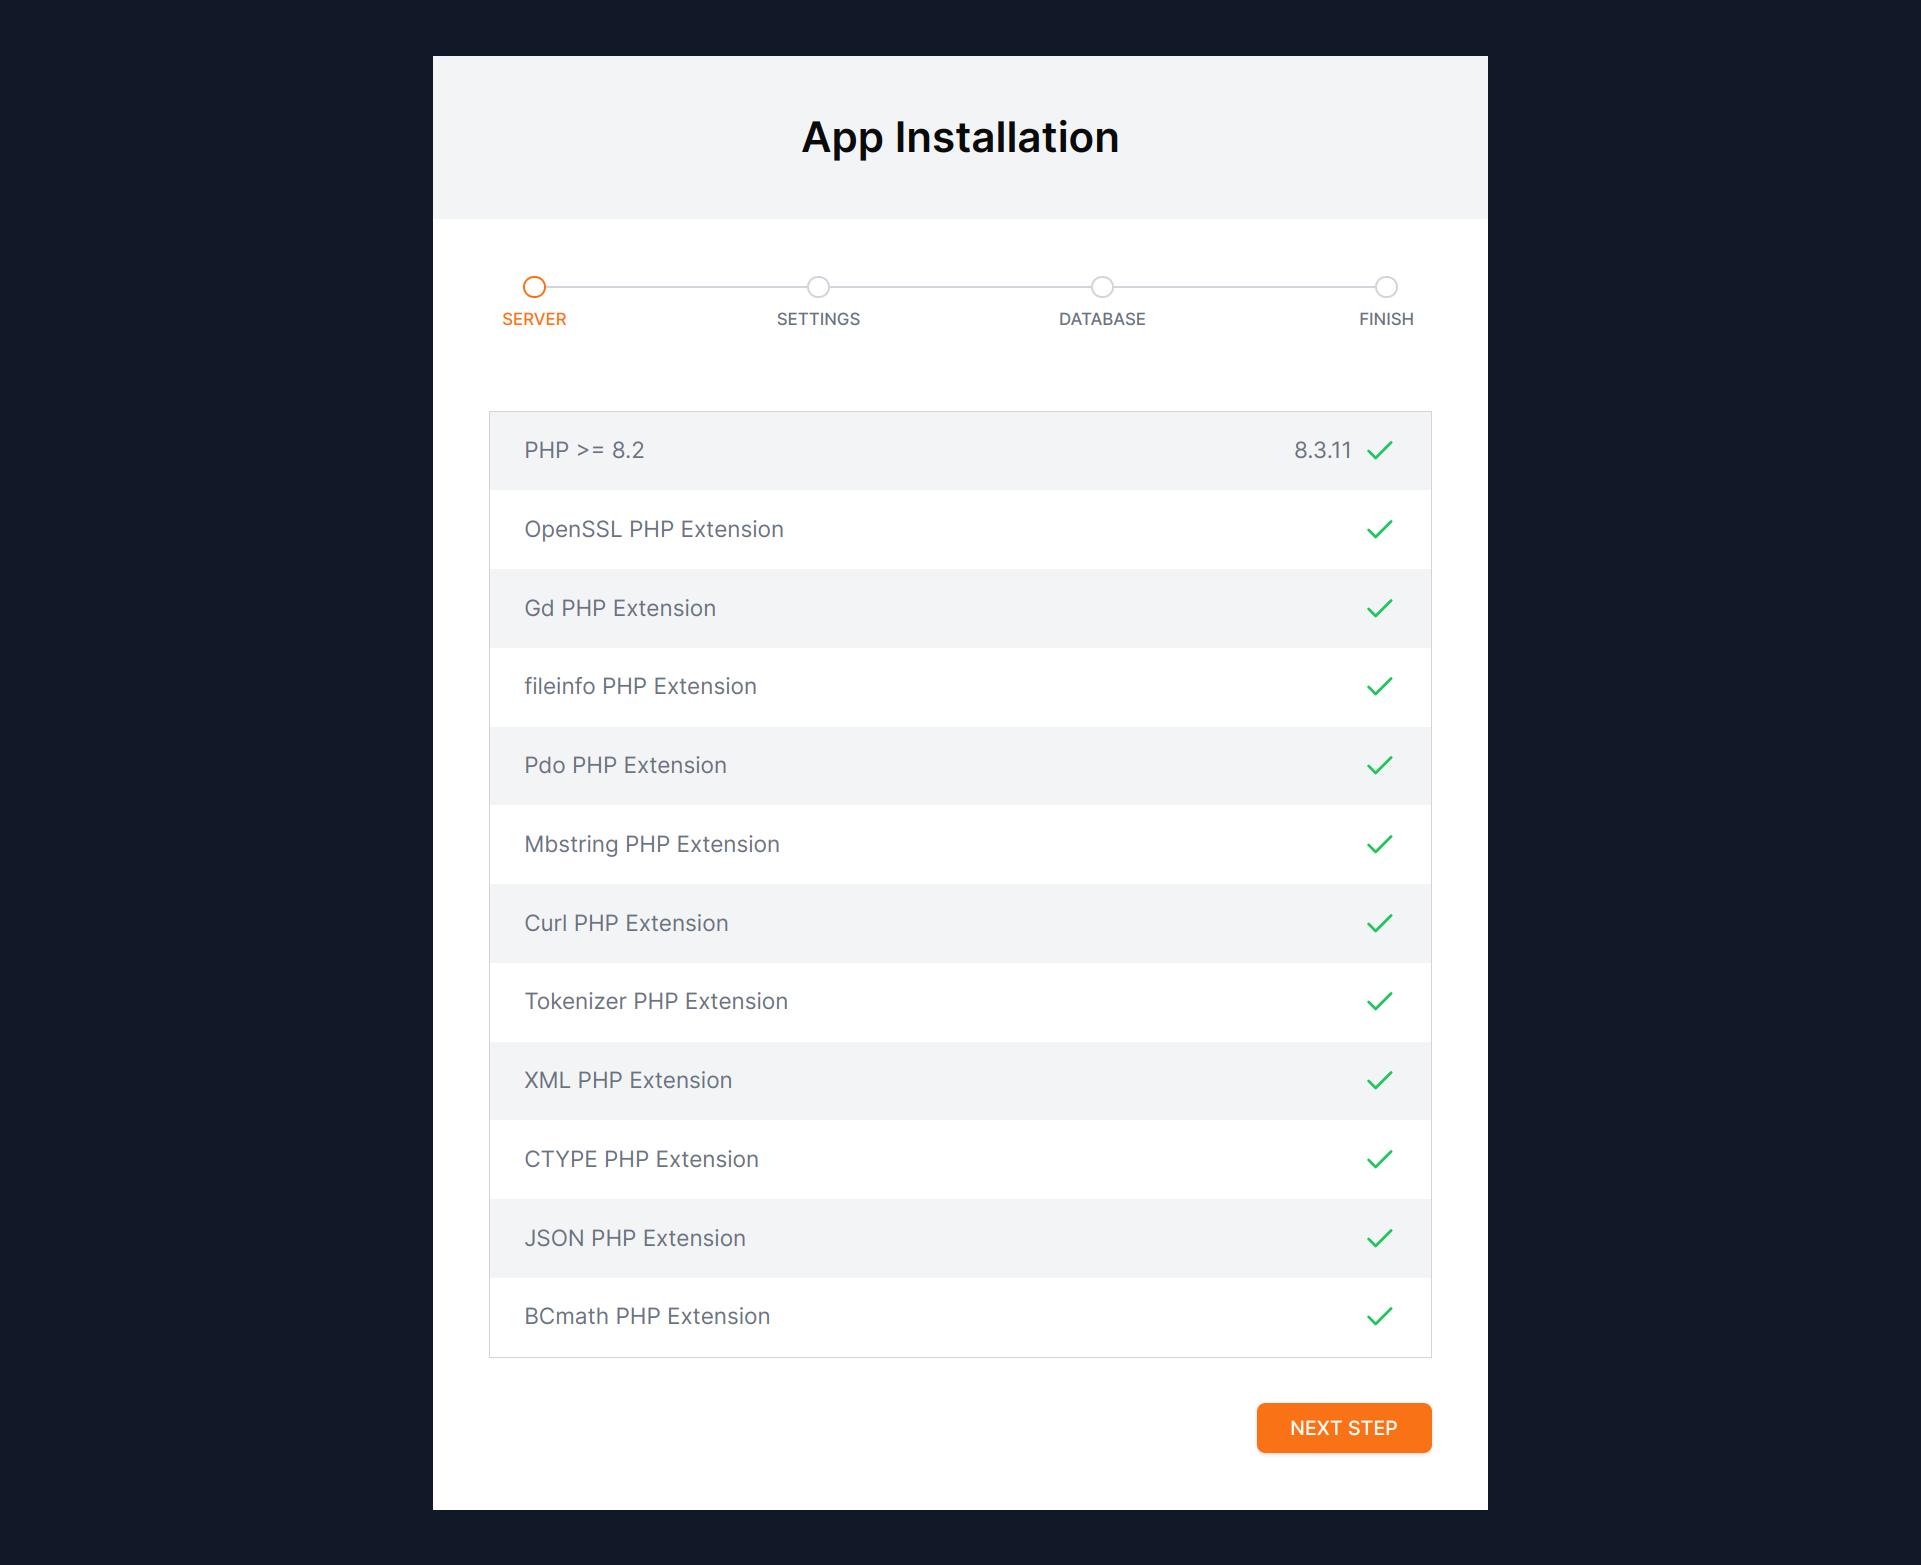 App Installation
SERVER SETTINGS DATABASE FINISH
PHP >= 8.2 8.3.11
OpenSSL PHP Extension
Gd PHP Extension
fileinfo PHP Extension
Pdo PHP Extension
Mbstring PHP Extension
Curl PHP Extension
Tokenizer PHP Extension
XML PHP Extension
CTYPE PHP Extension
JSON PHP Extension
BCmath PHP Extension
NEXT STEP